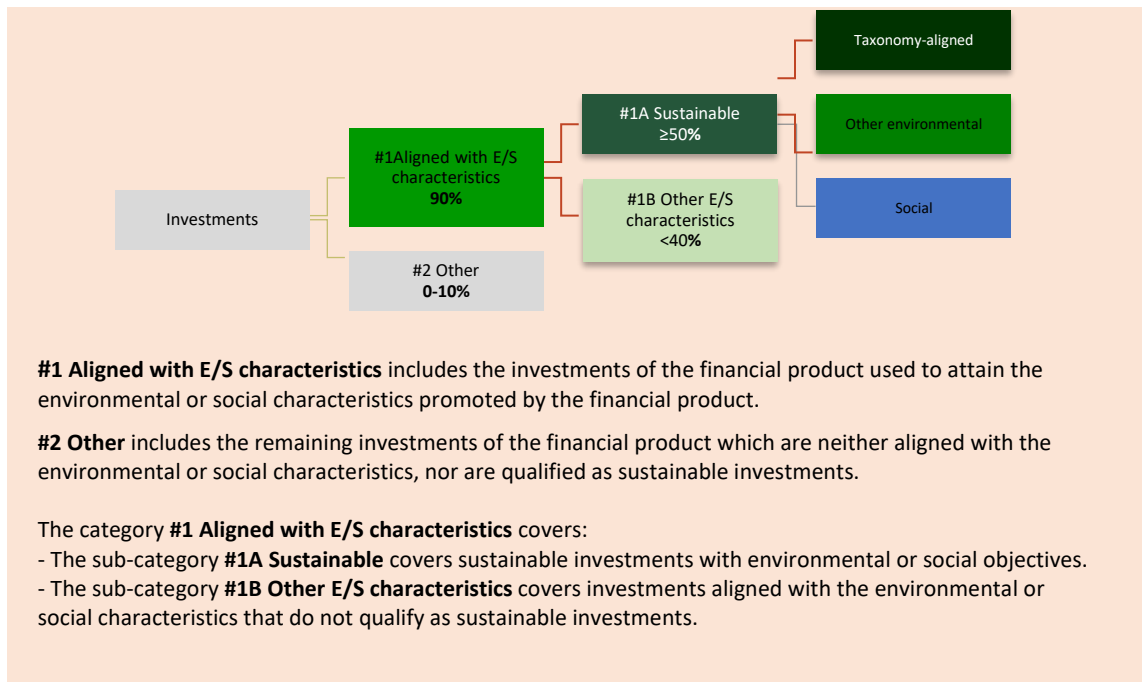 Taxonomy-aligned
#1A Sustainable
≥50%
Other environmental
#1Aligned with E/S
characteristics
90%
#1B Other E/S
characteristics
<40%
Social
Investments
#2 Other
0-10%
#1 Aligned with E/S characteristics includes the investments of the financial product used to attain the
environmental or social characteristics promoted by the financial product.
#2 Other includes the remaining investments of the financial product which are neither aligned with the
environmental or social characteristics, nor are qualified as sustainable investments.
The category #1 Aligned with E/S characteristics covers:
- The sub-category #1A Sustainable covers sustainable investments with environmental or social objectives.
- The sub-category #1B Other E/S characteristics covers investments aligned with the environmental or
social characteristics that do not qualify as sustainable investments.